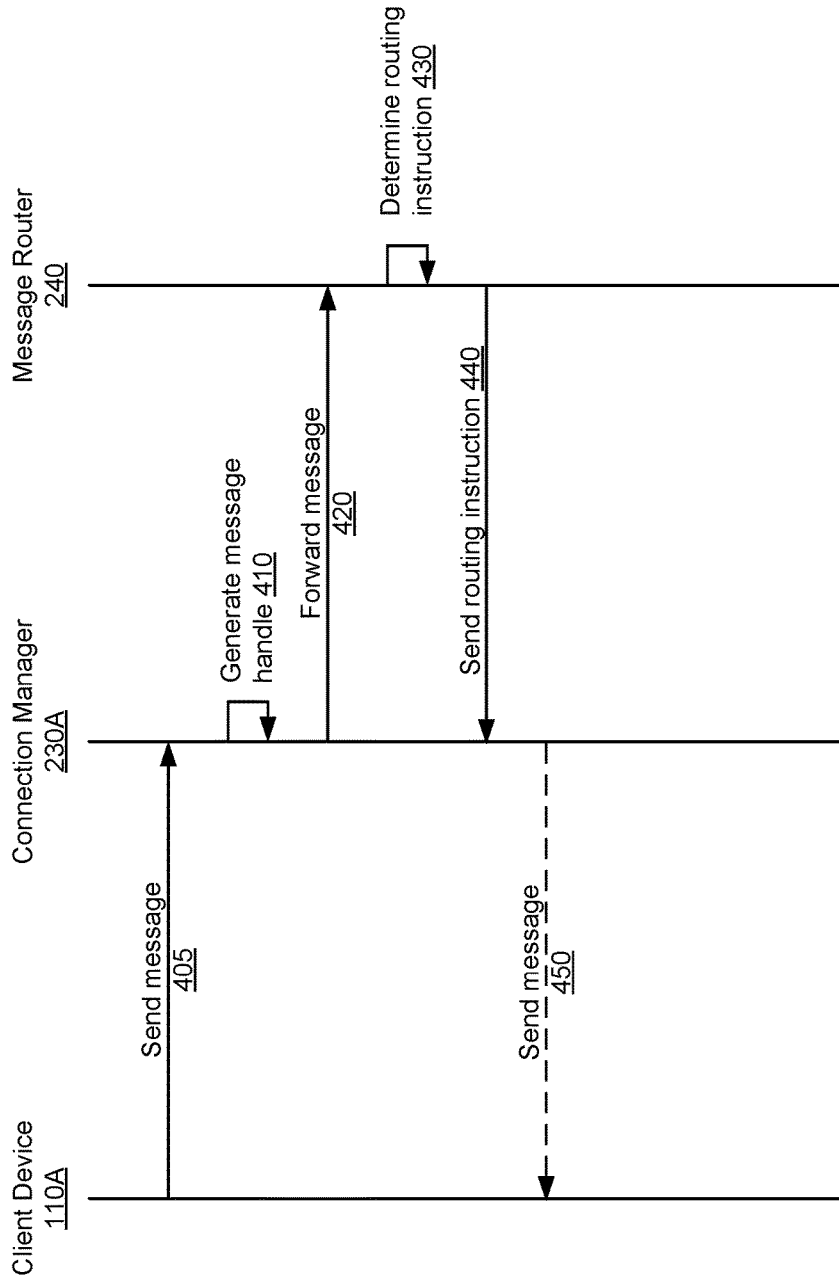 Client Device
110A
Connection Manager
230A
Message Router
240
Send message
405
Generate message
handle 410
Forward message
420
Determine routing
instruction 430
Send routing instruction 440
Send message
450